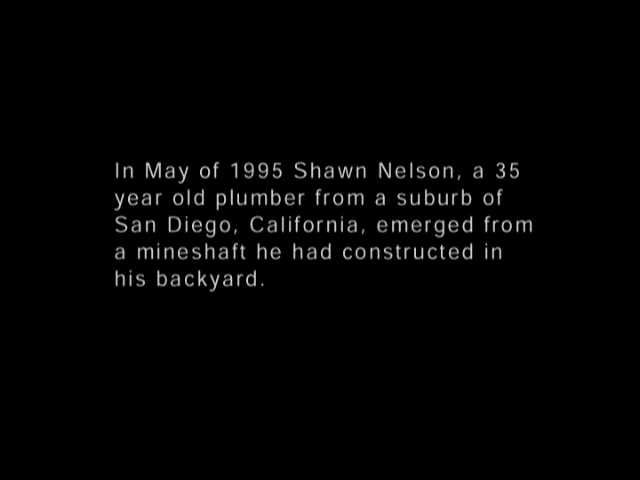 In May of 1995 Shawn Nelson, a 35
year old plumber from a suburb of
San Diego, California, emerged from
a mineshaft he had constructed in
his backyard.